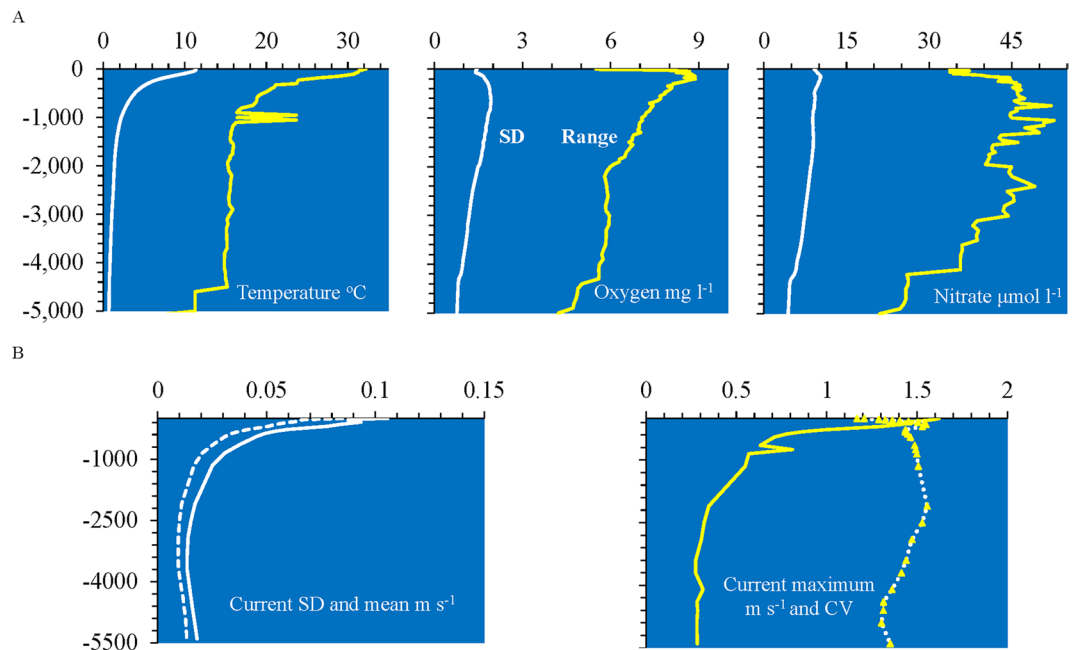 A
0 10 20 30
0 3 6 9
0 15 30 45
0
-1,000
-2,000
-3,000
-4,000
-5,000
SD Range
Temperature °C
Oxygen mg l-1
Nitrate μmol l-1
B
0 0.05 0.1 0.15
0 0.5 1 1.5 2
-1000
-2500
-4000
-5500
Current SD and mean m s-1
Current maximum
m s-1 and CV